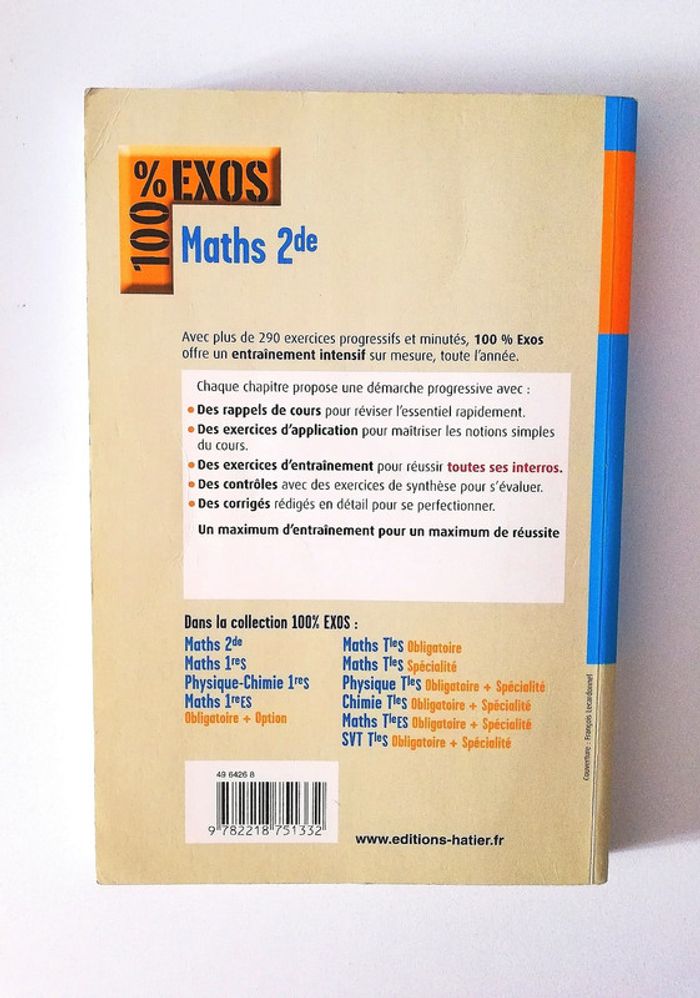 100% EXOS
Maths 2de
Avec plus de 290 exercices progressifs et minutés, 100 % Exos
offre un entraînement intensif sur mesure, toute l'année.
Chaque chapitre propose une démarche progressive avec :
• Des rappels de cours pour réviser l'essentiel rapidement.
• Des exercices d'application pour maîtriser les notions simples
du cours.
• Des exercices d'entraînement pour réussir toutes ses interros.
• Des contrôles avec des exercices de synthèse pour s'évaluer.
• Des corrigés rédigés en détail pour se perfectionner.
Un maximum d'entraînement pour un maximum de réussite
Dans la collection 100% EXOS :
Maths 2de
Maths 1reS
Physique-Chimie 1reS
Maths 1reES
Obligatoire + Option
Maths TleS Obligatoire
Maths TleS Spécialité
Physique TleS Obligatoire + Spécialité
Chimie TleS Obligatoire + Spécialité
Maths TleES Obligatoire + Spécialité
SVT TleS Obligatoire + Spécialité
Couverture : François Lecardonnel
49 6426 8
9 782218 751332
www.editions-hatier.fr